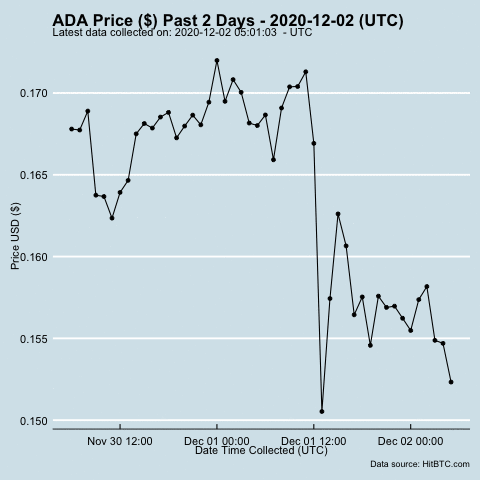 ADA Price ($) Past 2 Days - 2020-12-02 (UTC)
Latest data collected on: 2020-12-02 05:01:03  - UTC
Price USD ($)
0.170
0.165
0.160
0.155
0.150
Nov 30 12:00 Dec 01 00:00 Dec 01 12:00 Dec 02 00:00
Date Time Collected (UTC)
Data source: HitBTC.com